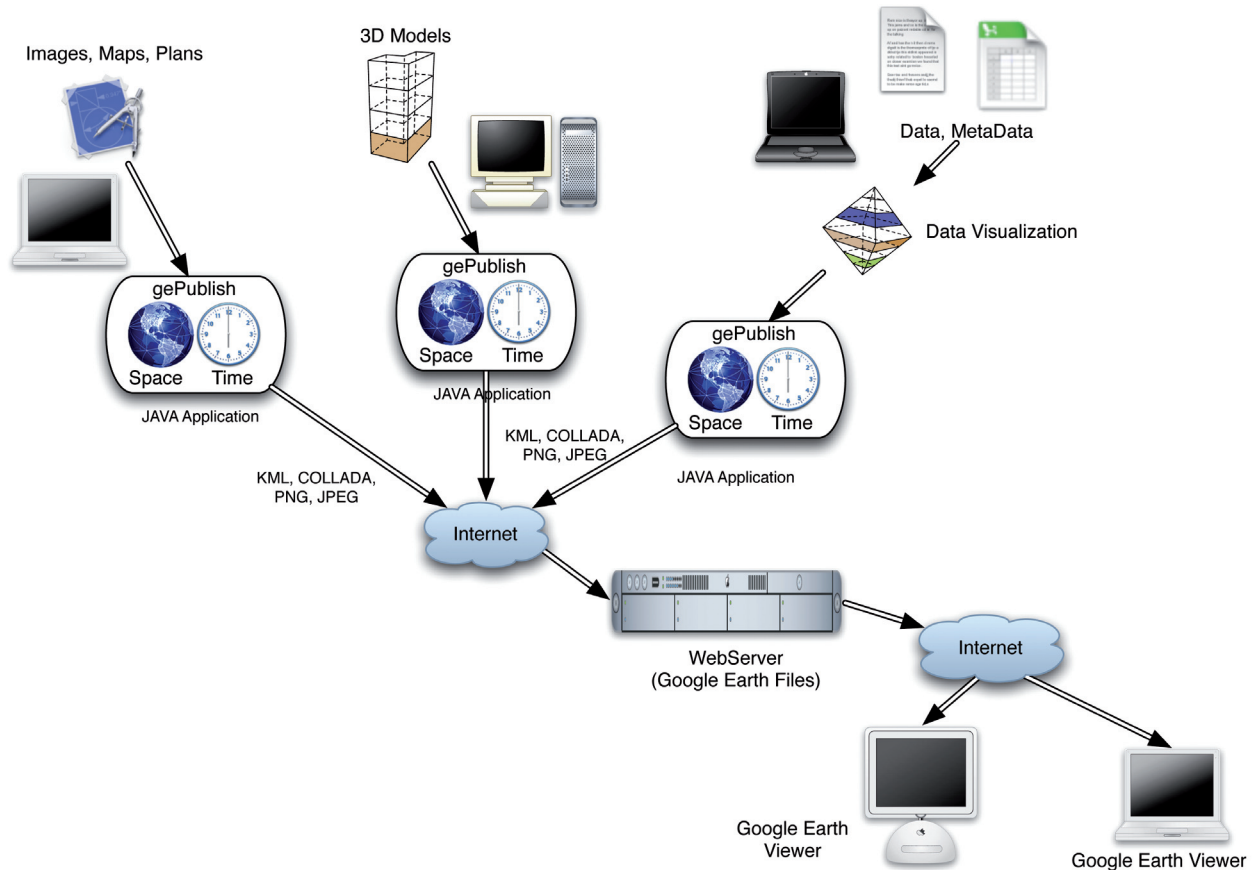 Images, Maps, Plans
3D Models
Data, MetaData
Data Visualization
gePublish
Space Time
JAVA Application
gePublish
Space Time
JAVA Application
gePublish
Space Time
JAVA Application
KML, COLLADA,
PNG, JPEG
KML, COLLADA,
PNG, JPEG
Internet
WebServer
(Google Earth Files)
Internet
Google Earth
Viewer
Google Earth Viewer